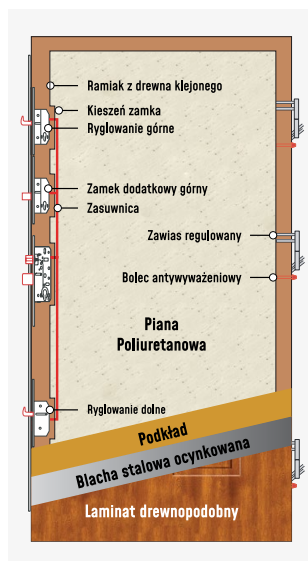 Ramiak z drewna klejonego
Kieszeń zamka
Ryglowanie górne
Zamek dodatkowy górny
Zasuwnica
Zawias regulowany
Bolec antywyważeniowy
Piana
Poliuretanowa
Ryglowanie dolne
Podkład
Blacha stalowa ocynkowana
Laminat drewnopodobny